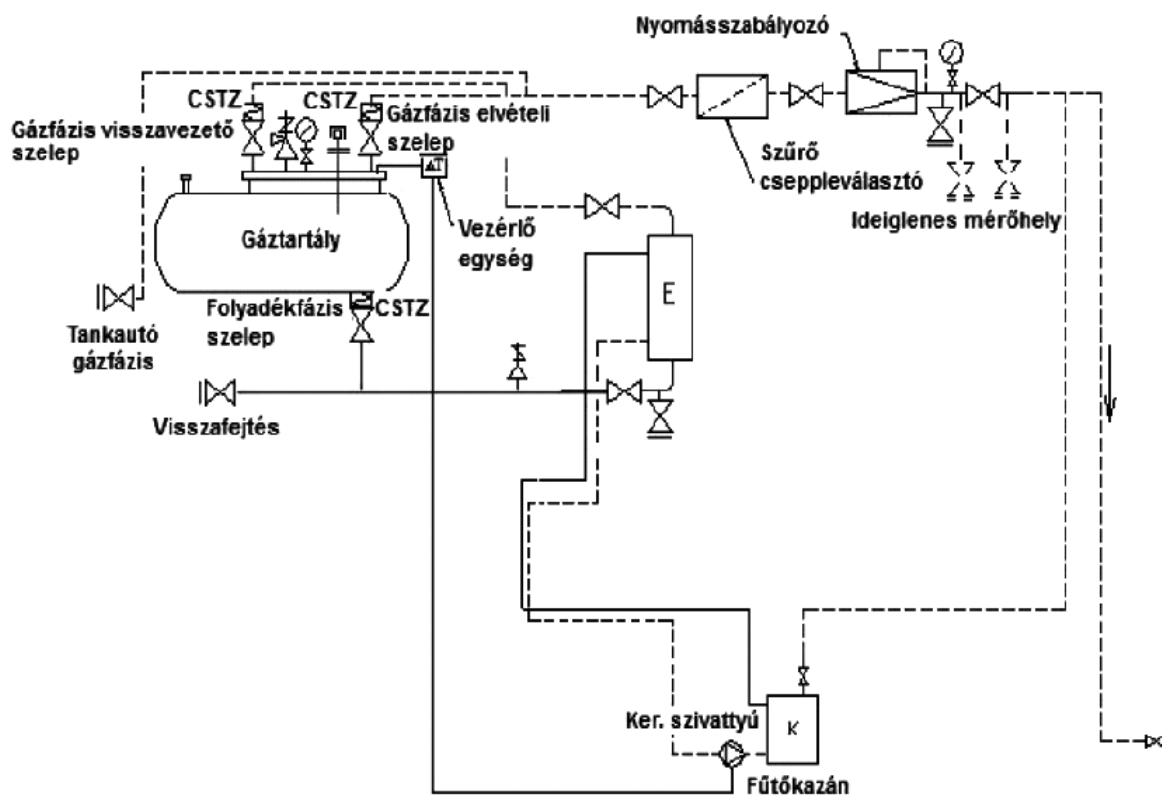 Nyomásszabályozó
CSTZ
CSTZ
Gázfázis visszavezető
szelep
Gázfázis elvételi
szelep
Szűrő
cseppleválasztó
Ideiglenes mérőhely
ΔT
Vezérlő
egység
Gáztartály
E
Folyadékfázis
szelep
CSTZ
Tankautó
gázfázis
Visszafejtés
Ker. szivattyú
K
Fűtőkazán